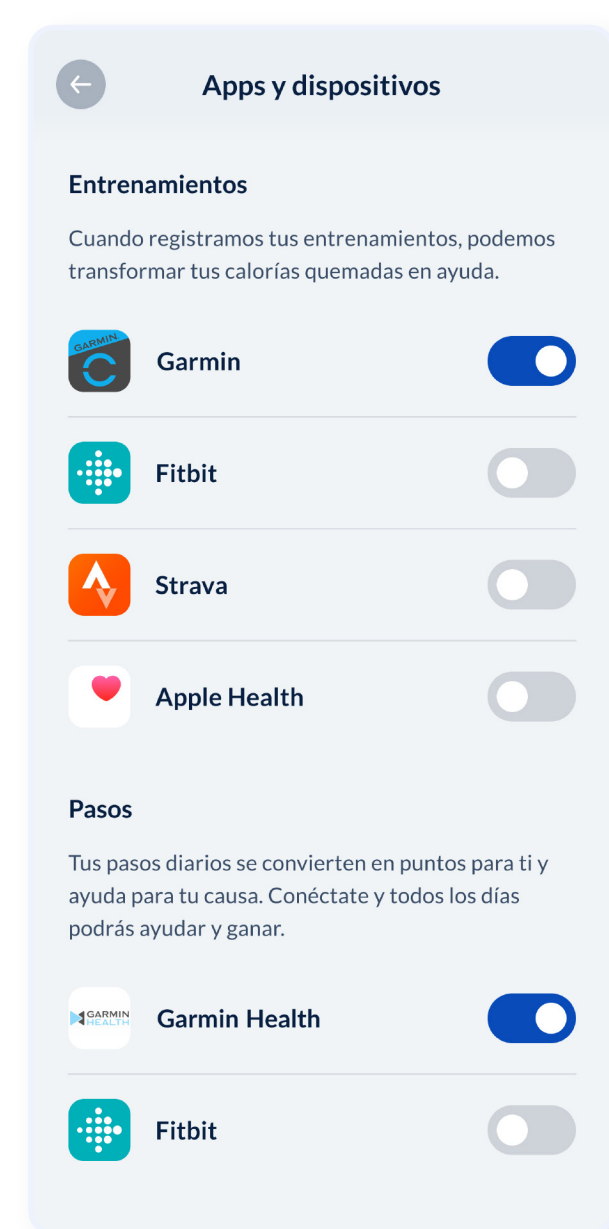 Apps y dispositivos
Entrenamientos
Cuando registramos tus entrenamientos, podemos
transformar tus calorías quemadas en ayuda.
GARMIN
Garmin
Fitbit
Strava
Apple Health
Pasos
Tus pasos diarios se convierten en puntos para ti y
ayuda para tu causa. Conéctate y todos los días
podrás ayudar y ganar.
GARMIN
HEALTH
Garmin Health
Fitbit